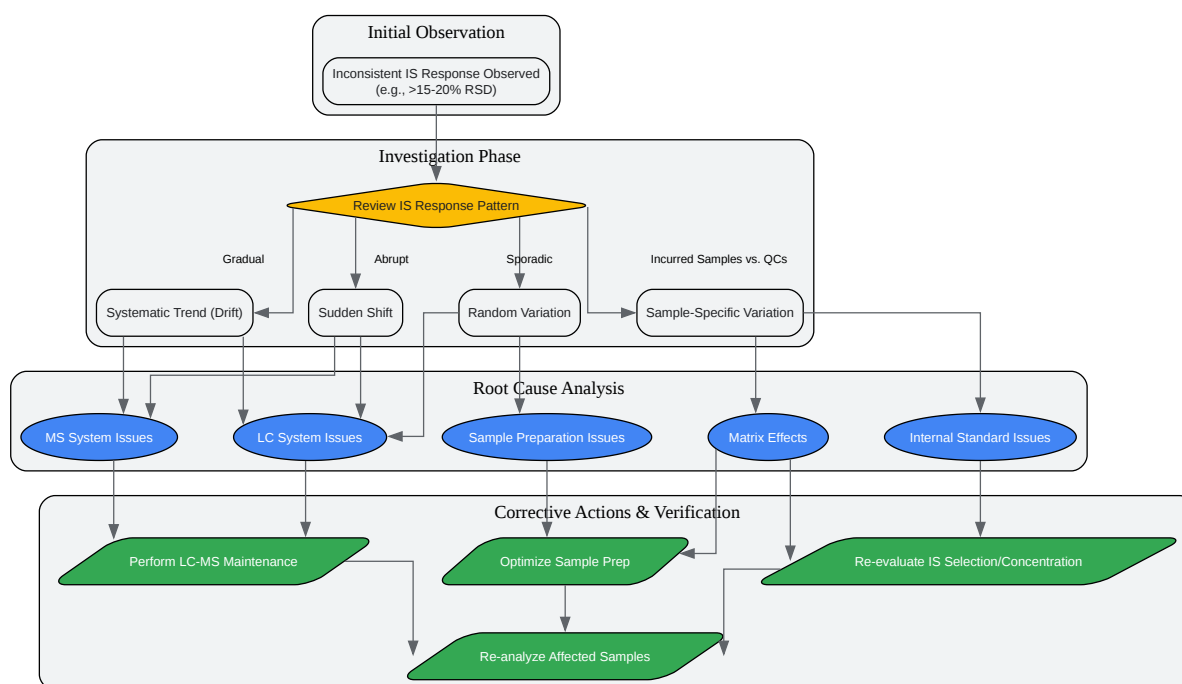 Initial Observation
Inconsistent IS Response Observed
(e.g., >15-20% RSD)
Investigation Phase
Review IS Response Pattern
Gradual
Abrupt
Sporadic
Incurred Samples vs. QCs
Systematic Trend (Drift)
Sudden Shift
Random Variation
Sample-Specific Variation
Root Cause Analysis
MS System Issues
LC System Issues
Sample Preparation Issues
Matrix Effects
Internal Standard Issues
Corrective Actions & Verification
Perform LC-MS Maintenance
Optimize Sample Prep
Re-evaluate IS Selection/Concentration
Re-analyze Affected Samples